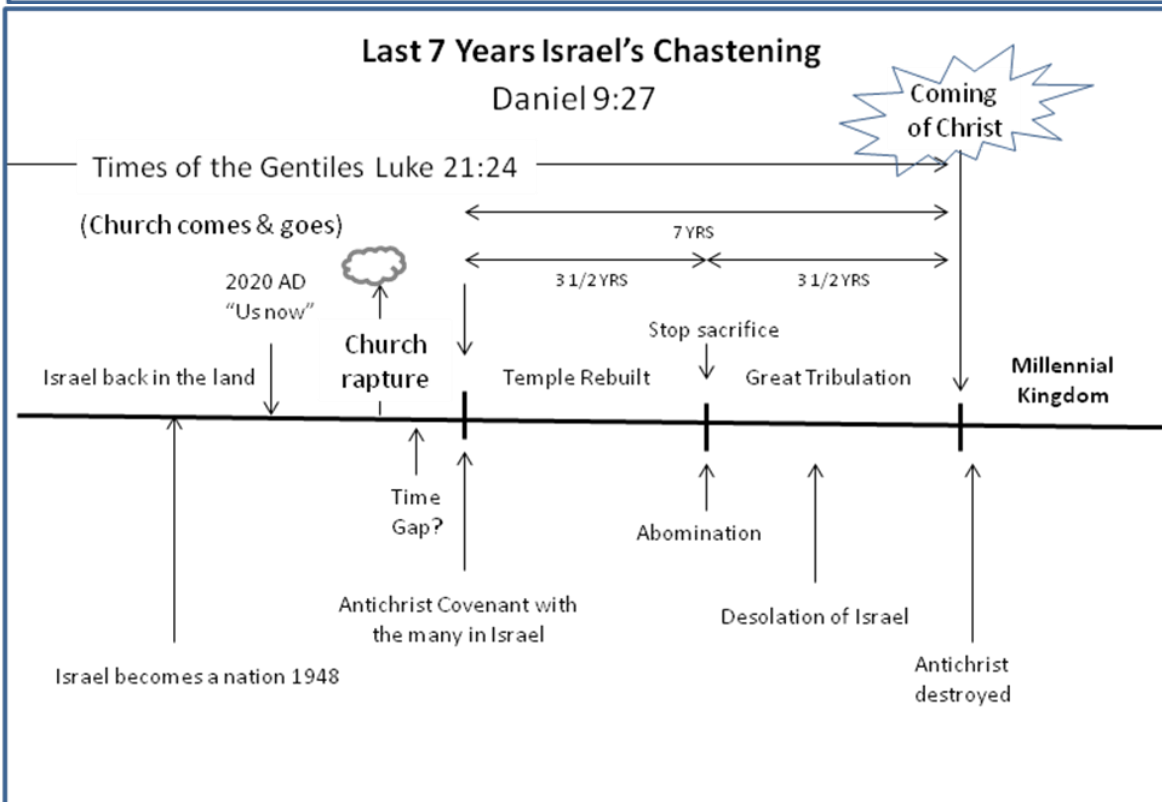 Last 7 Years Israel's Chastening
Daniel 9:27
Coming
of Christ
Times of the Gentiles Luke 21:24
(Church comes & goes)
7 YRS
2020 AD
"Us now"
3 1/2 YRS
3 1/2 YRS
Stop sacrifice
Church
rapture
Israel back in the land
Temple Rebuilt
Great Tribulation
Millennial
Kingdom
Time
Gap?
Abomination
Antichrist Covenant with
the many in Israel
Desolation of Israel
Israel becomes a nation 1948
Antichrist
destroyed